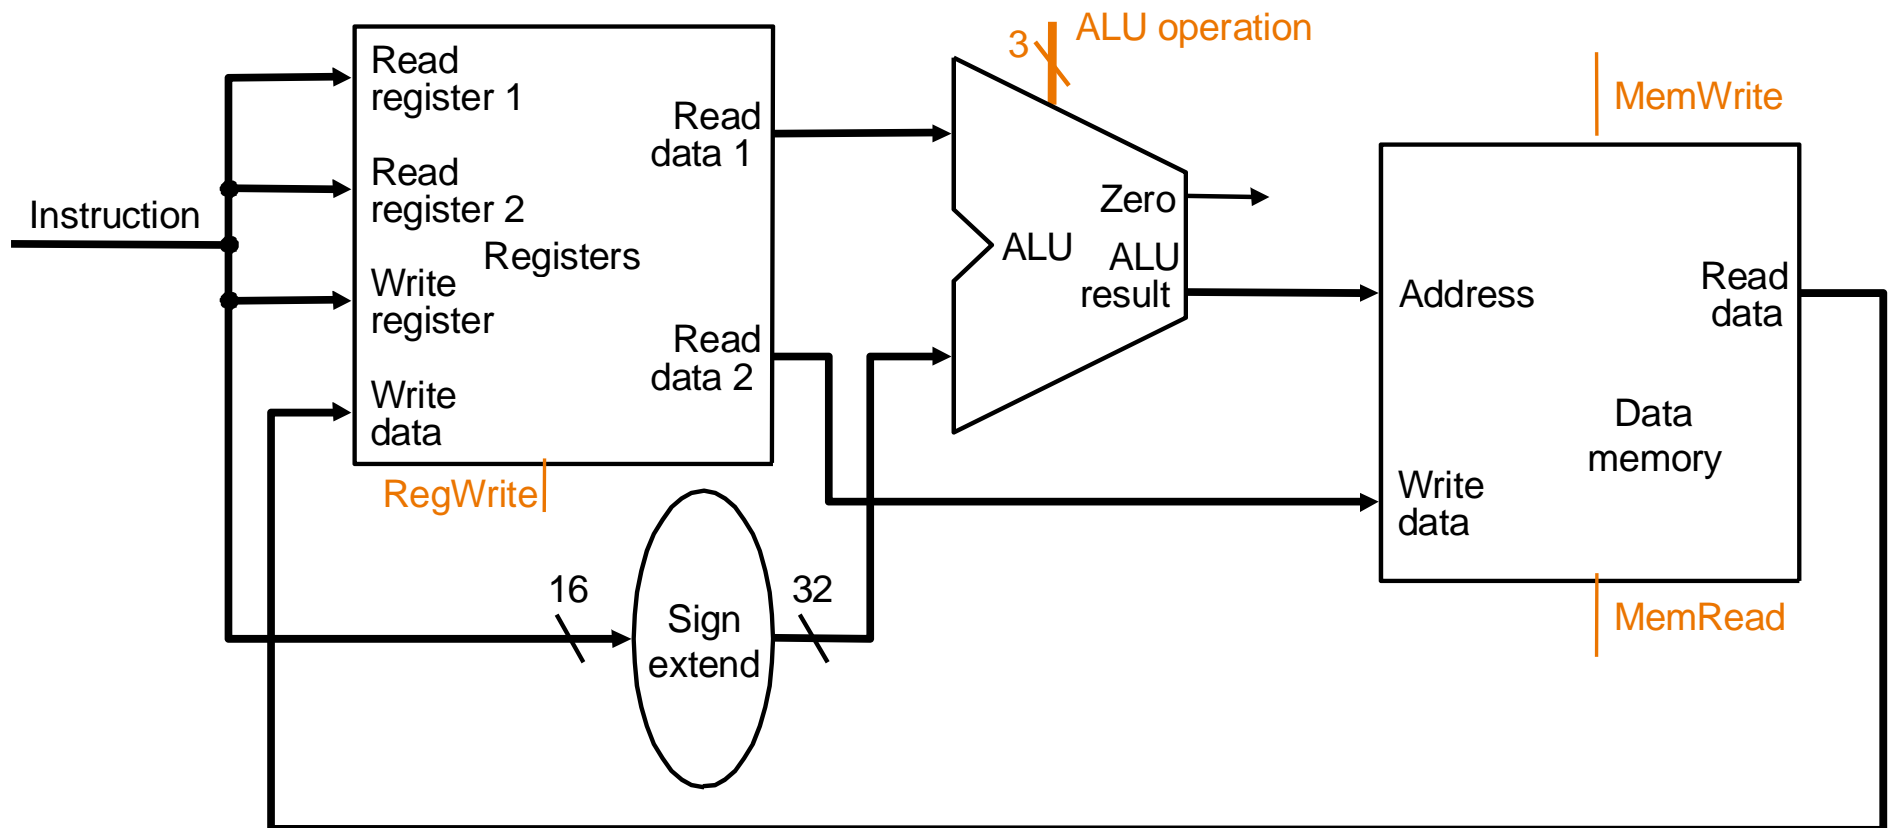 Instruction
Read
register 1
Read
register 2
Registers
Write
register
Write
data
Read
data 1
Read
data 2
RegWrite
16
Sign
extend
32
3
ALU operation
Zero
ALU
ALU
result
MemWrite
Address
Read
data
Data
memory
Write
data
MemRead